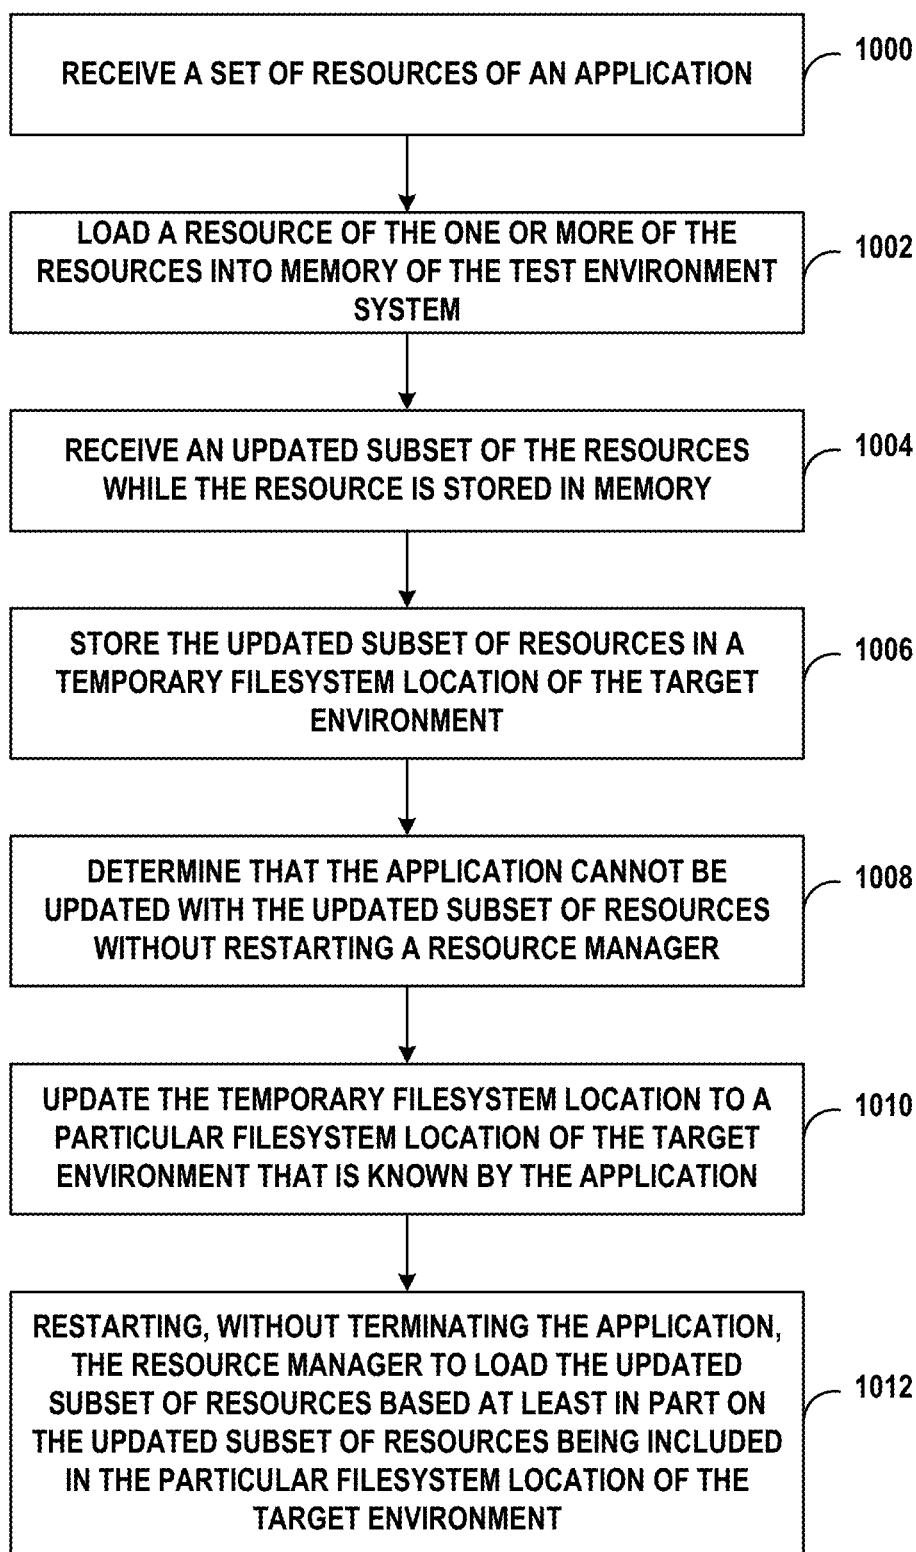 RECEIVE A SET OF RESOURCES OF AN APPLICATION
1000
LOAD A RESOURCE OF THE ONE OR MORE OF THE
RESOURCES INTO MEMORY OF THE TEST ENVIRONMENT
SYSTEM
1002
RECEIVE AN UPDATED SUBSET OF THE RESOURCES
WHILE THE RESOURCE IS STORED IN MEMORY
1004
STORE THE UPDATED SUBSET OF RESOURCES IN A
TEMPORARY FILESYSTEM LOCATION OF THE TARGET
ENVIRONMENT
1006
DETERMINE THAT THE APPLICATION CANNOT BE
UPDATED WITH THE UPDATED SUBSET OF RESOURCES
WITHOUT RESTARTING A RESOURCE MANAGER
1008
UPDATE THE TEMPORARY FILESYSTEM LOCATION TO A
PARTICULAR FILESYSTEM LOCATION OF THE TARGET
ENVIRONMENT THAT IS KNOWN BY THE APPLICATION
1010
RESTARTING, WITHOUT TERMINATING THE APPLICATION,
THE RESOURCE MANAGER TO LOAD THE UPDATED
SUBSET OF RESOURCES BASED AT LEAST IN PART ON
THE UPDATED SUBSET OF RESOURCES BEING INCLUDED
IN THE PARTICULAR FILESYSTEM LOCATION OF THE
TARGET ENVIRONMENT
1012